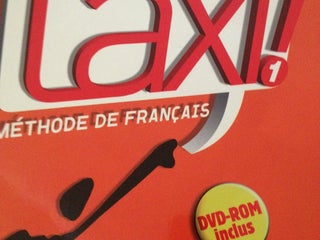 taxi!
1
MÉTHODE DE FRANÇAIS
DVD-ROM
inclus